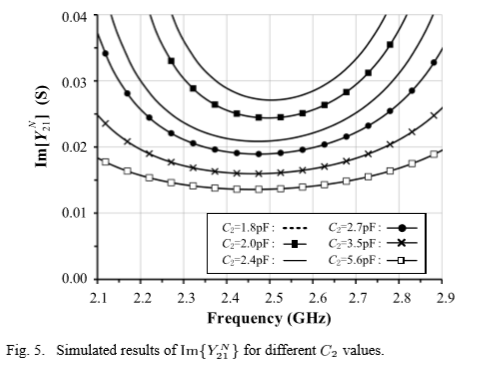 0.04
0.03
0.02
0.01
0.00
Im[Y₂₁ᴺ] (S)
C₂=1.8pF :
C₂=2.7pF :
C₂=2.0pF :
C₂=3.5pF :
C₂=2.4pF :
C₂=5.6pF :
2.1 2.2 2.3 2.4 2.5 2.6 2.7 2.8 2.9
Frequency (GHz)
Fig. 5. Simulated results of Im{Y₂₁ᴺ} for different C₂ values.